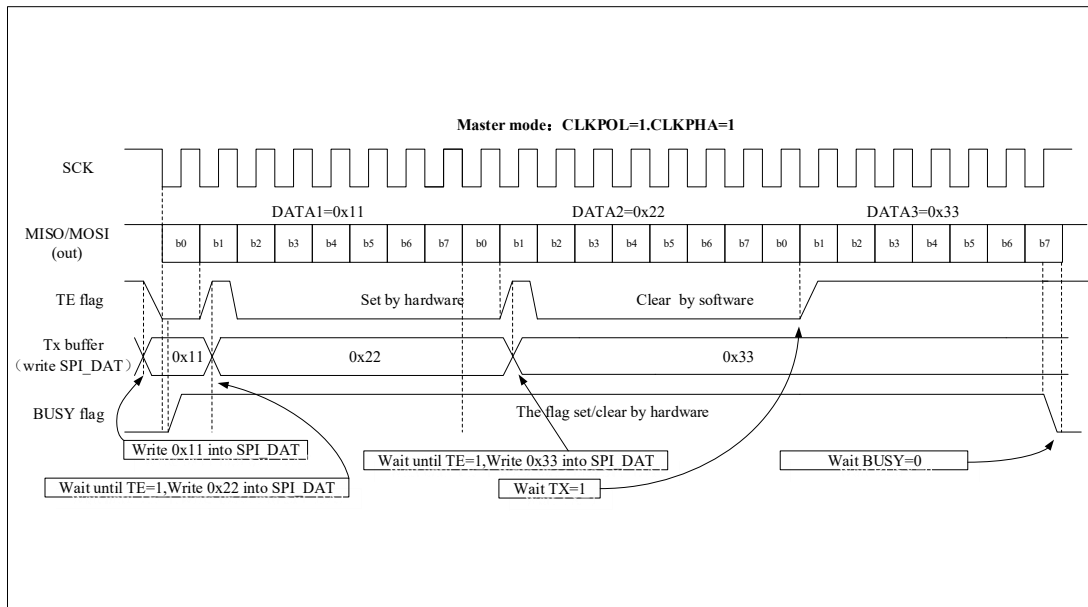 Master mode：CLKPOL=1.CLKPHA=1
SCK
DATA1=0x11 DATA2=0x22 DATA3=0x33
MISO/MOSI
(out)
b0 b1 b2 b3 b4 b5 b6 b7 b0 b1 b2 b3 b4 b5 b6 b7 b0 b1 b2 b3 b4 b5 b6 b7
TE flag
Set by hardware
Clear by software
Tx buffer
（write SPI_DAT）
0x11 0x22 0x33
BUSY flag
The flag set/clear by hardware
Write 0x11 into SPI_DAT
Wait until TE=1,Write 0x33 into SPI_DAT
Wait BUSY=0
Wait until TE=1,Write 0x22 into SPI_DAT
Wait TX=1